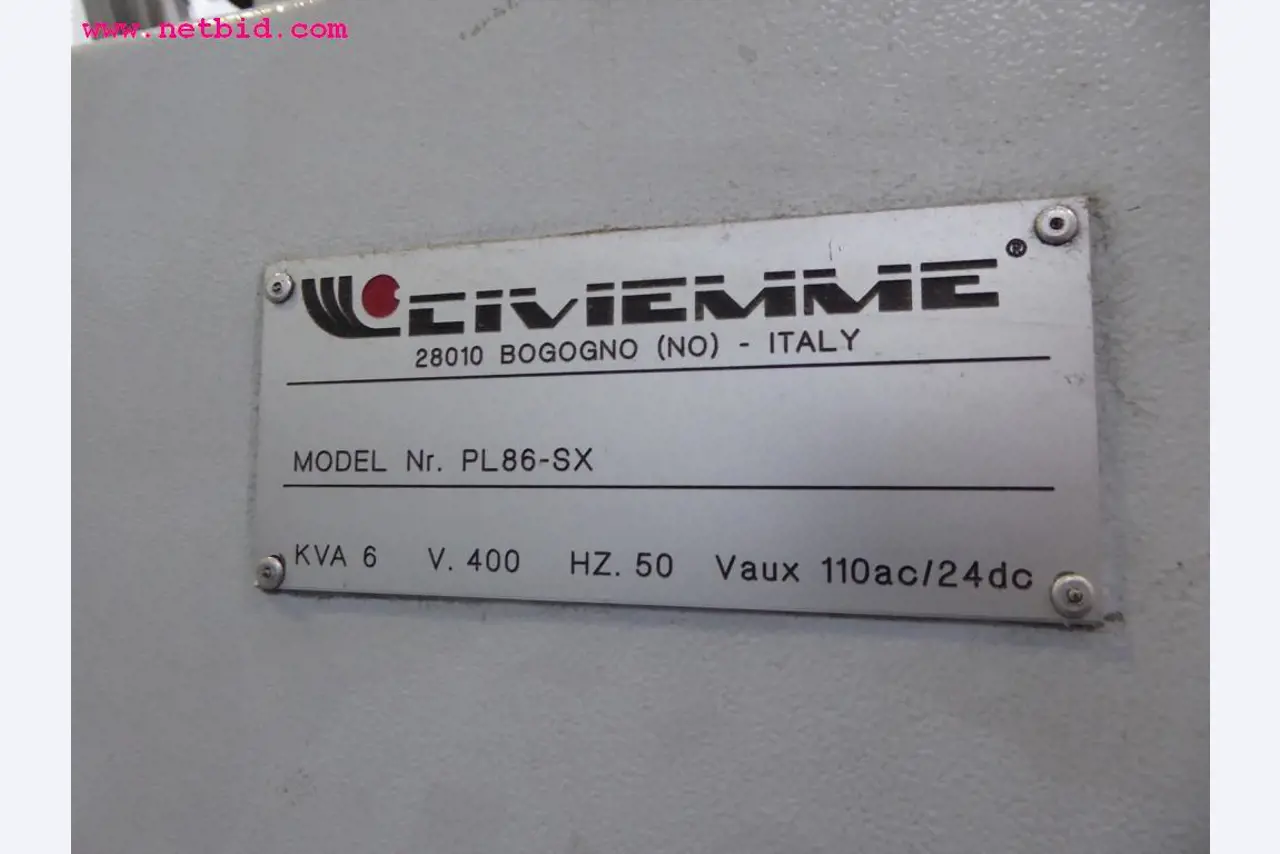 www.netbid.com
CIVIEMME ®
28010 BOGOGNO (NO) - ITALY
MODEL Nr. PL86-SX
KVA 6 V. 400 HZ. 50 Vaux 110ac/24dc